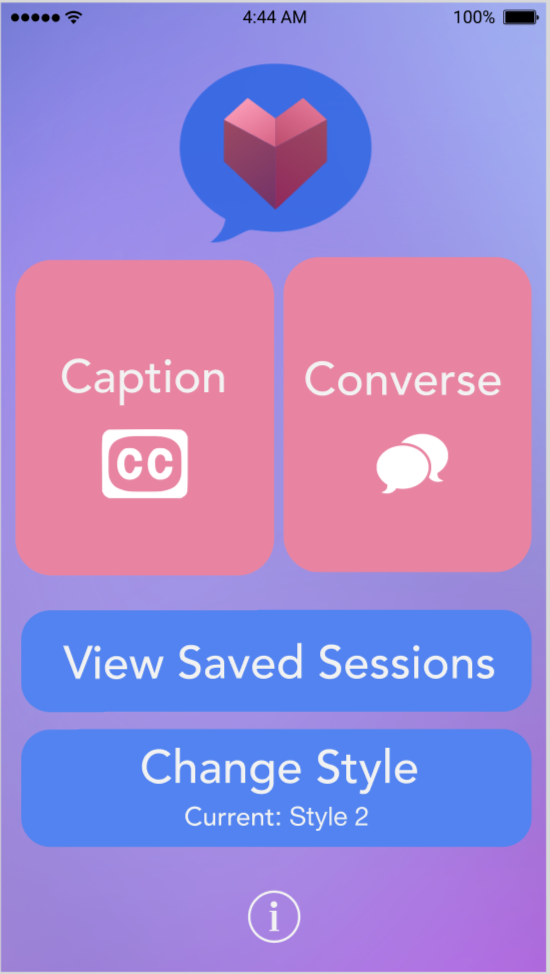 4:44 AM
100%
Caption
CC
Converse
View Saved Sessions
Change Style
Current: Style 2
i